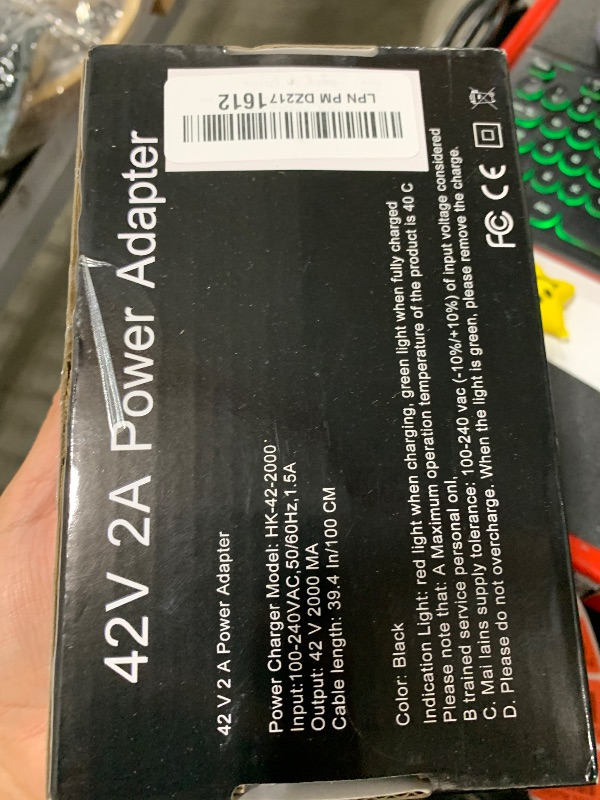 42V 2A Power Adapter
LPN PM DZ2171612
42 V 2 A Power Adapter
Power Charger Model: HK-42-2000
Input:100-240VAC,50/60Hz,1.5A
Output: 42 V 2000 MA
Cable length: 39.4 In/100 CM
Color: Black
Indication Light: red light when charging, green light when fully charged
Please note that: A Maximum operation temperature of the product is 40 C
B trained service personal onl,
C. Mai lains supply tolerance: 100-240 vac (-10%/+10%) of input voltage considered
D. Please do not overcharge. When the light is green, please remove the charge.
FC CE